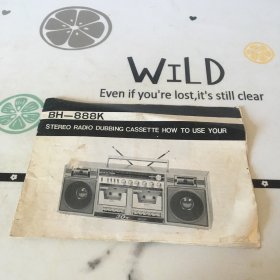 WiLD
Even if you're lost,it's still clear
BH—888K
STEREO RADIO DUBBING CASSETTE HOW TO USE YOUR